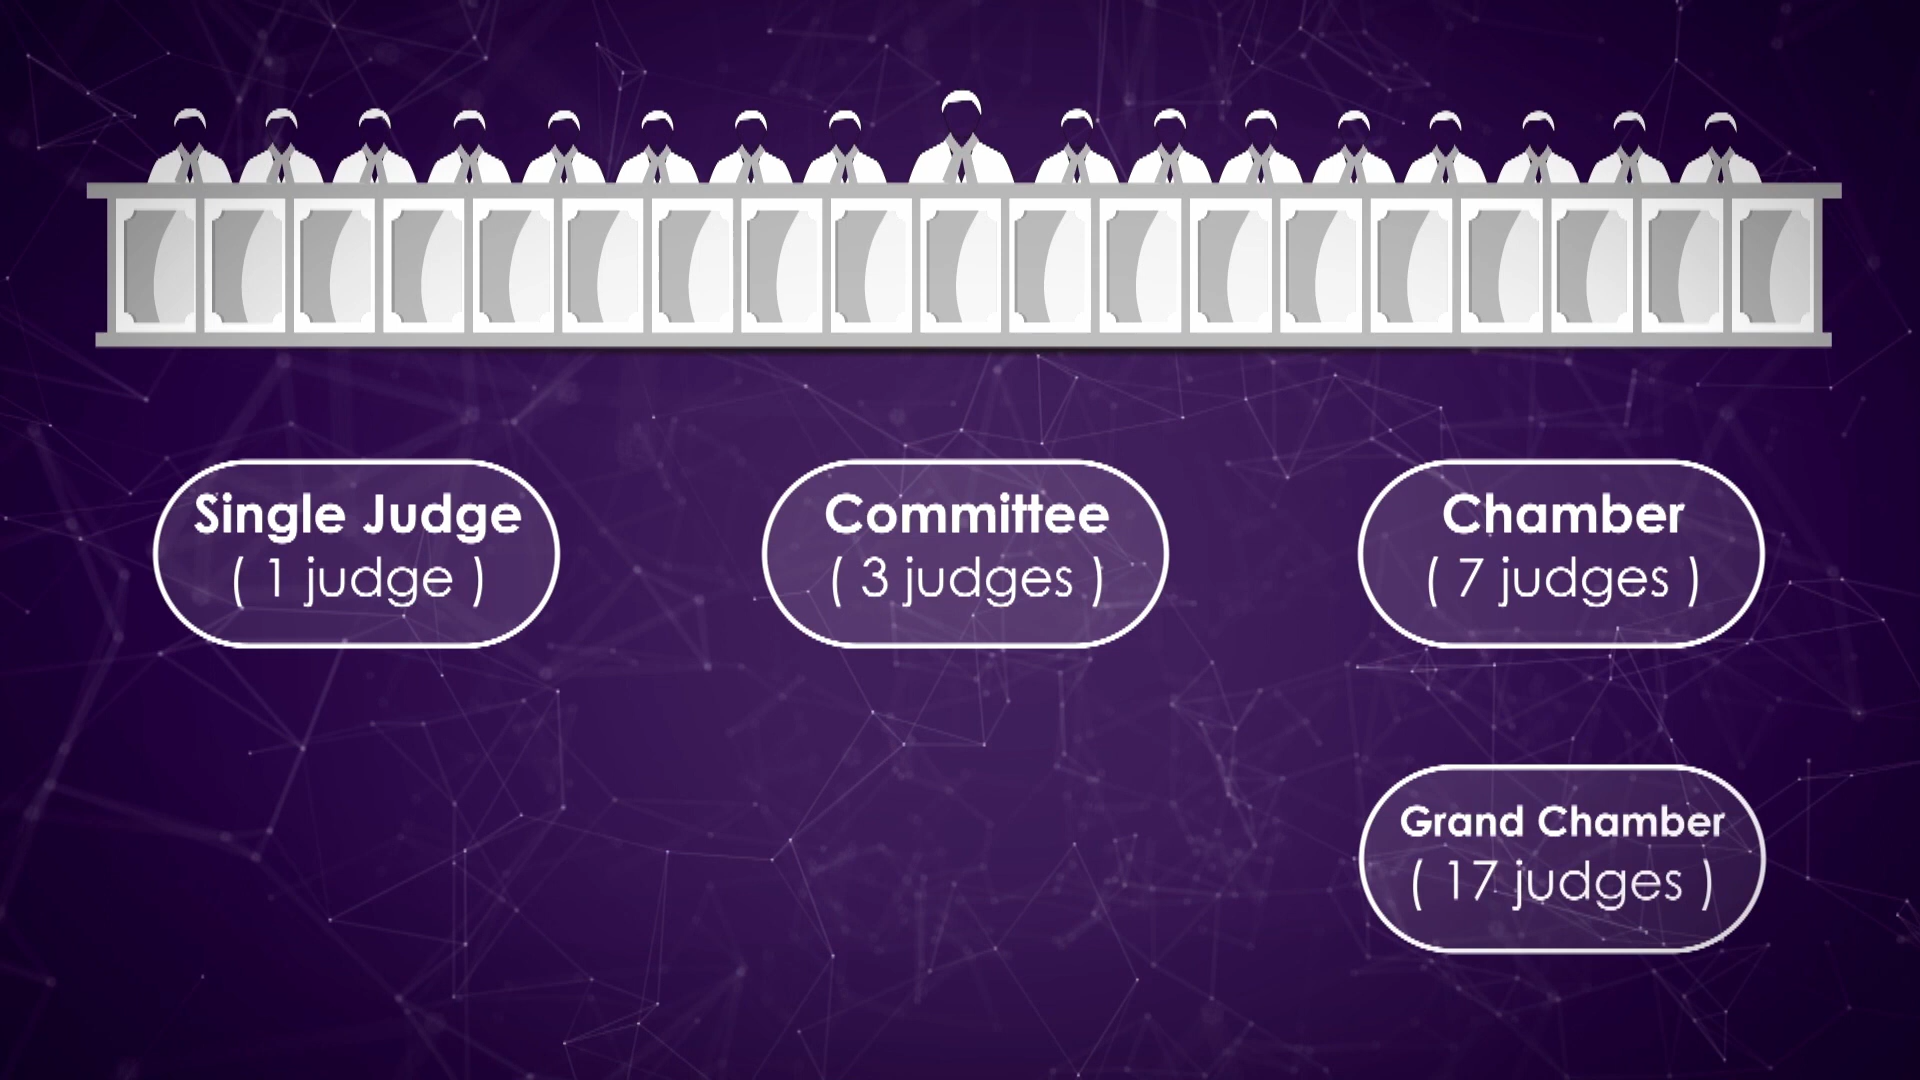 Single Judge
( 1 judge )
Committee
( 3 judges )
Chamber
( 7 judges )
Grand Chamber
( 17 judges )